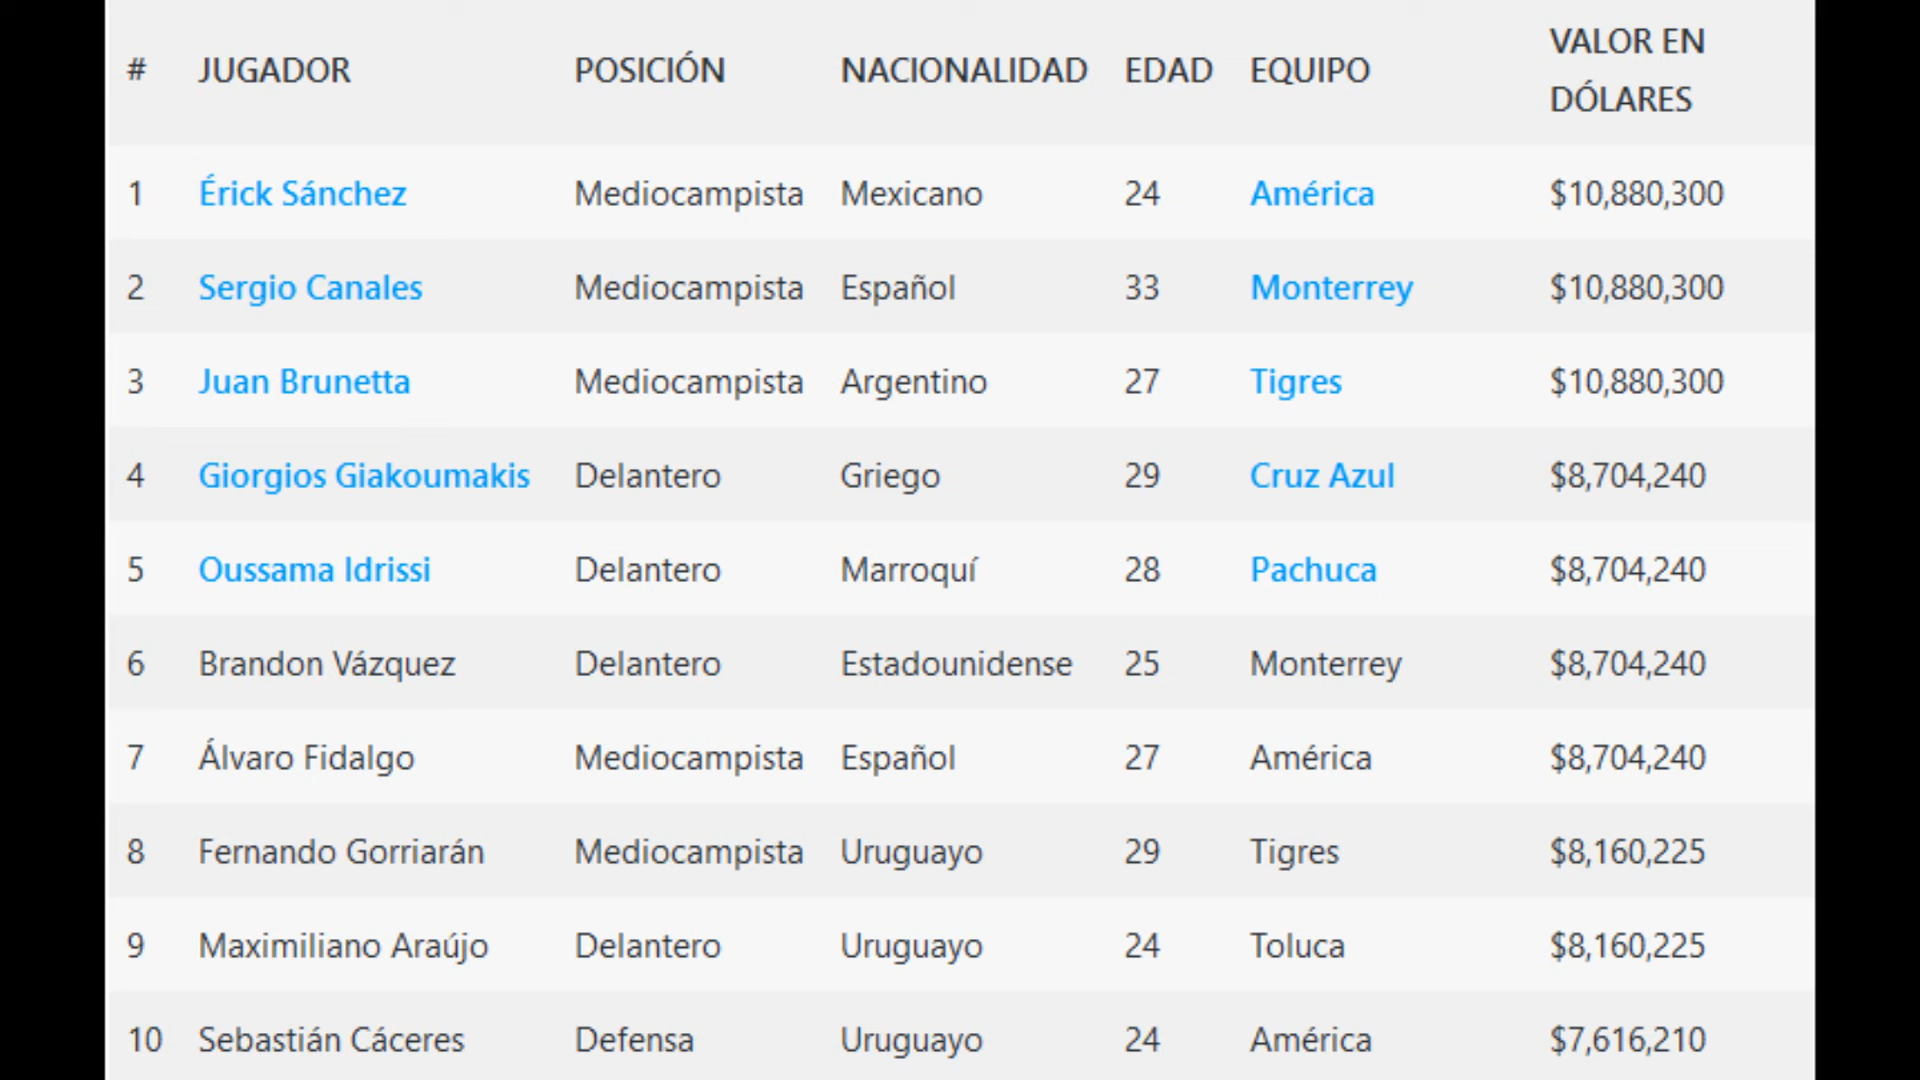 # JUGADOR POSICIÓN NACIONALIDAD EDAD EQUIPO VALOR EN DÓLARES
1 Érick Sánchez Mediocampista Mexicano 24 América $10,880,300
2 Sergio Canales Mediocampista Español 33 Monterrey $10,880,300
3 Juan Brunetta Mediocampista Argentino 27 Tigres $10,880,300
4 Giorgios Giakoumakis Delantero Griego 29 Cruz Azul $8,704,240
5 Oussama Idrissi Delantero Marroquí 28 Pachuca $8,704,240
6 Brandon Vázquez Delantero Estadounidense 25 Monterrey $8,704,240
7 Álvaro Fidalgo Mediocampista Español 27 América $8,704,240
8 Fernando Gorriarán Mediocampista Uruguayo 29 Tigres $8,160,225
9 Maximiliano Araújo Delantero Uruguayo 24 Toluca $8,160,225
10 Sebastián Cáceres Defensa Uruguayo 24 América $7,616,210